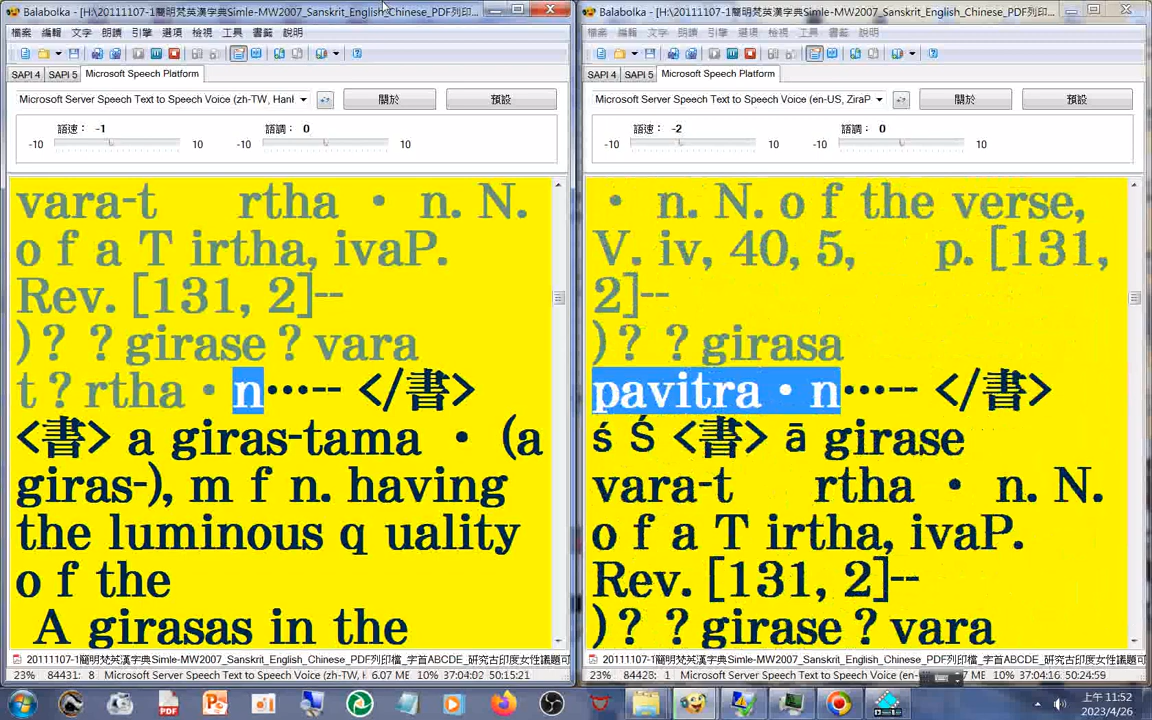 Balabolka - [H:\20111107-1簡明梵英漢字典Simle-MW2007_Sanskrit_English_Chinese_PDF列印...
檔案 編輯 文字 朗讀 引擎 選項 檢視 工具 書籤 說明
SAPI 4 SAPI 5 Microsoft Speech Platform
Microsoft Server Speech Text to Speech Voice (zh-TW, Hanl 關於 預設
語速： -1 語調： 0
-10 10 -10 10
vara-t rtha • n. N.
o f a T irtha, ivaP.
Rev. [131, 2]--
)? ? girase ? vara
t ? rtha • n…-- </書>
<書> a giras-tama • (a
giras-), m f n. having
the luminous q uality
o f the
A girasas in the
20111107-1簡明梵英漢字典Simle-MW2007_Sanskrit_English_Chinese_PDF列印檔_字首ABCDE_研究古印度女性議題可
23% 84431: 8 Microsoft Server Speech Text to Speech Voice (zh-TW, H 6.07 ME 10% 37:04:02 50:15:21
Balabolka - [H:\20111107-1簡明梵英漢字典Simle-MW2007_Sanskrit_English_Chinese_PDF列印...
檔案 編輯 文字 朗讀 引擎 選項 檢視 工具 書籤 說明
SAPI 4 SAPI 5 Microsoft Speech Platform
Microsoft Server Speech Text to Speech Voice (en-US, ZiraP 關於 預設
語速： -2 語調： 0
-10 10 -10 10
• n. N. o f the verse,
V. iv, 40, 5, p. [131,
2]--
)? ? girasa
pavitra • n…-- </書>
ś Ś <書> ā girase
vara-t rtha • n. N.
o f a T irtha, ivaP.
Rev. [131, 2]--
)? ? girase ? vara
20111107-1簡明梵英漢字典Simle-MW2007_Sanskrit_English_Chinese_PDF列印檔_字首ABCDE_研究古印度女性議題可
23% 84428: 1 Microsoft Server Speech Text to Speech Voice (en-US, ME 10% 37:04:16 50:24:59
上午 11:52
2023/4/26